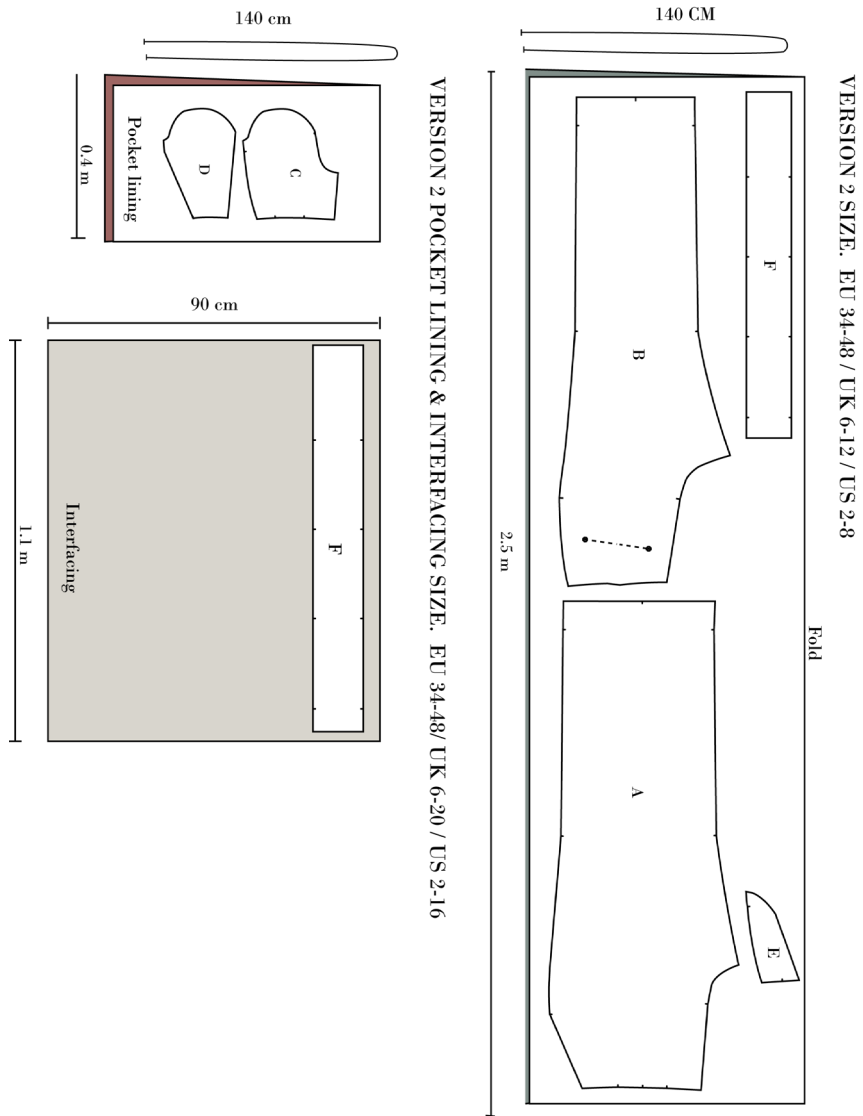 VERSION 2 SIZE. EU 34-48 / UK 6-12 / US 2-8
140 CM
F
B
Fold
A
E
2.5 m
VERSION 2 POCKET LINING & INTERFACING SIZE. EU 34-48/ UK 6-20 / US 2-16
140 cm
C
D
Pocket lining
0.4 m
90 cm
F
Interfacing
1.1 m